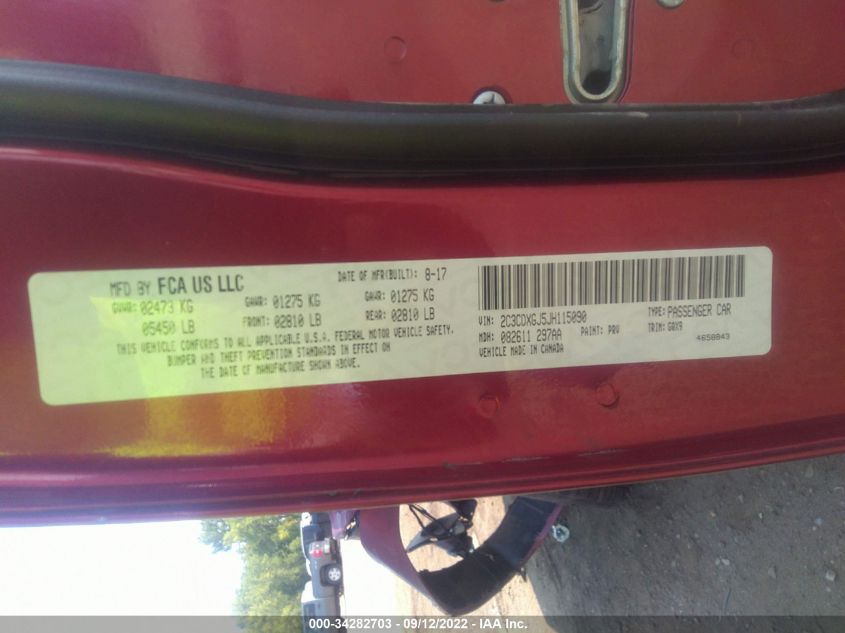 MFD BY FCA US LLC
DATE OF MFR(BUILT): 8-17
GVWR: 02473 KG GAWR: 01275 KG GAWR: 01275 KG
05450 LB FRONT: 02810 LB REAR: 02810 LB
THIS VEHICLE CONFORMS TO ALL APPLICABLE U.S.A. FEDERAL MOTOR VEHICLE SAFETY,
BUMPER AND THEFT PREVENTION STANDARDS IN EFFECT ON
THE DATE OF MANUFACTURE SHOWN ABOVE.
VIN: 2C3CDXGJ5JH115090 TYPE: PASSENGER CAR
MDH: 082611 297AA PAINT: PRV TRIM: GRX9
VEHICLE MADE IN CANADA 4658843
000-34282703 - 09/12/2022 - IAA Inc.